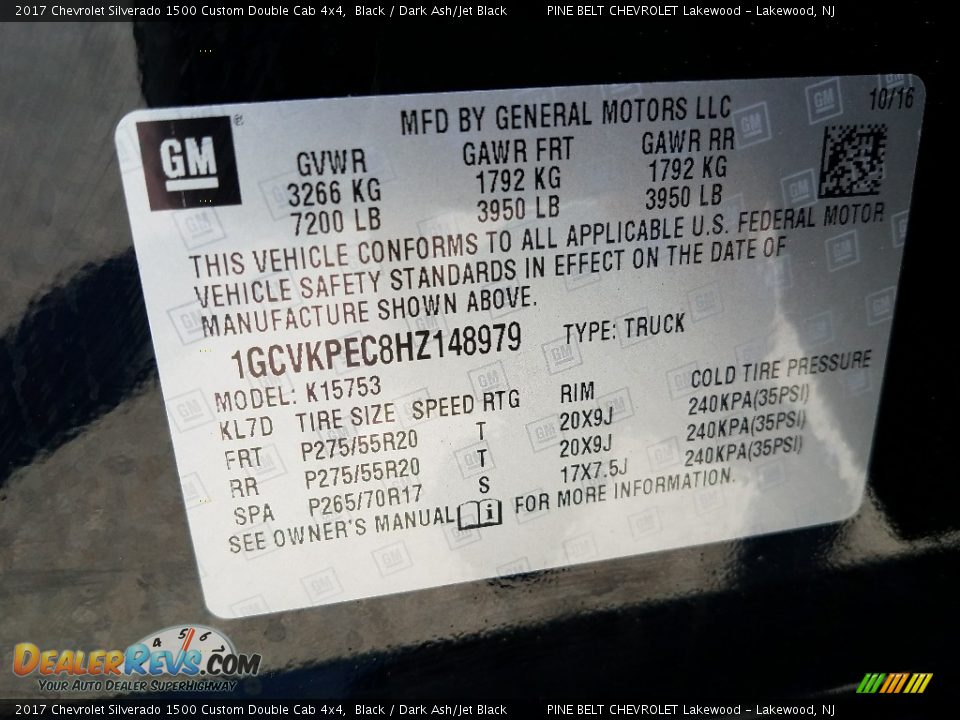 2017 Chevrolet Silverado 1500 Custom Double Cab 4x4, Black / Dark Ash/Jet Black PINE BELT CHEVROLET Lakewood – Lakewood, NJ
GM ®
MFD BY GENERAL MOTORS LLC 10/16
GVWR GAWR FRT GAWR RR
3266 KG 1792 KG 1792 KG
7200 LB 3950 LB 3950 LB
THIS VEHICLE CONFORMS TO ALL APPLICABLE U.S. FEDERAL MOTOR
VEHICLE SAFETY STANDARDS IN EFFECT ON THE DATE OF
MANUFACTURE SHOWN ABOVE.
1GCVKPEC8HZ148979 TYPE: TRUCK
MODEL: K15753
KL7D TIRE SIZE SPEED RTG RIM COLD TIRE PRESSURE
FRT P275/55R20 T 20X9J 240KPA(35PSI)
RR P275/55R20 T 20X9J 240KPA(35PSI)
SPA P265/70R17 S 17X7.5J 240KPA(35PSI)
SEE OWNER'S MANUAL i FOR MORE INFORMATION.
4 5 6
DEALERREVS.COM
YOUR AUTO DEALER SUPERHIGHWAY
2017 Chevrolet Silverado 1500 Custom Double Cab 4x4, Black / Dark Ash/Jet Black PINE BELT CHEVROLET Lakewood – Lakewood, NJ